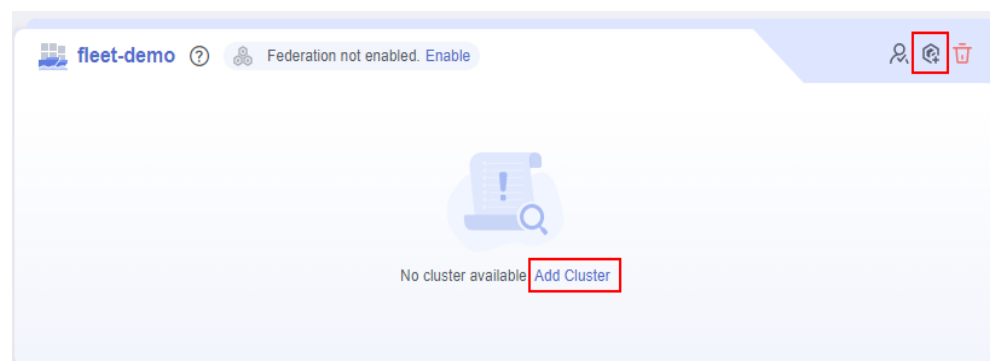 fleet-demo ? Federation not enabled. Enable
No cluster available Add Cluster